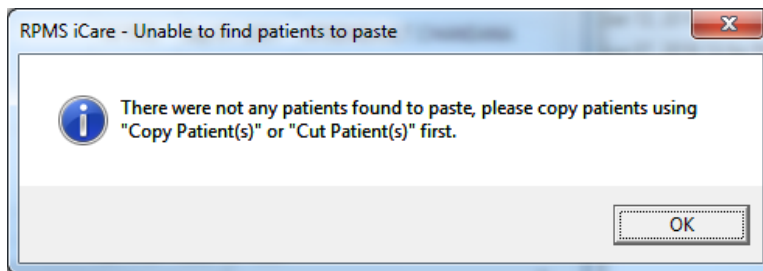 RPMS iCare - Unable to find patients to paste
There were not any patients found to paste, please copy patients using
"Copy Patient(s)" or "Cut Patient(s)" first.
OK